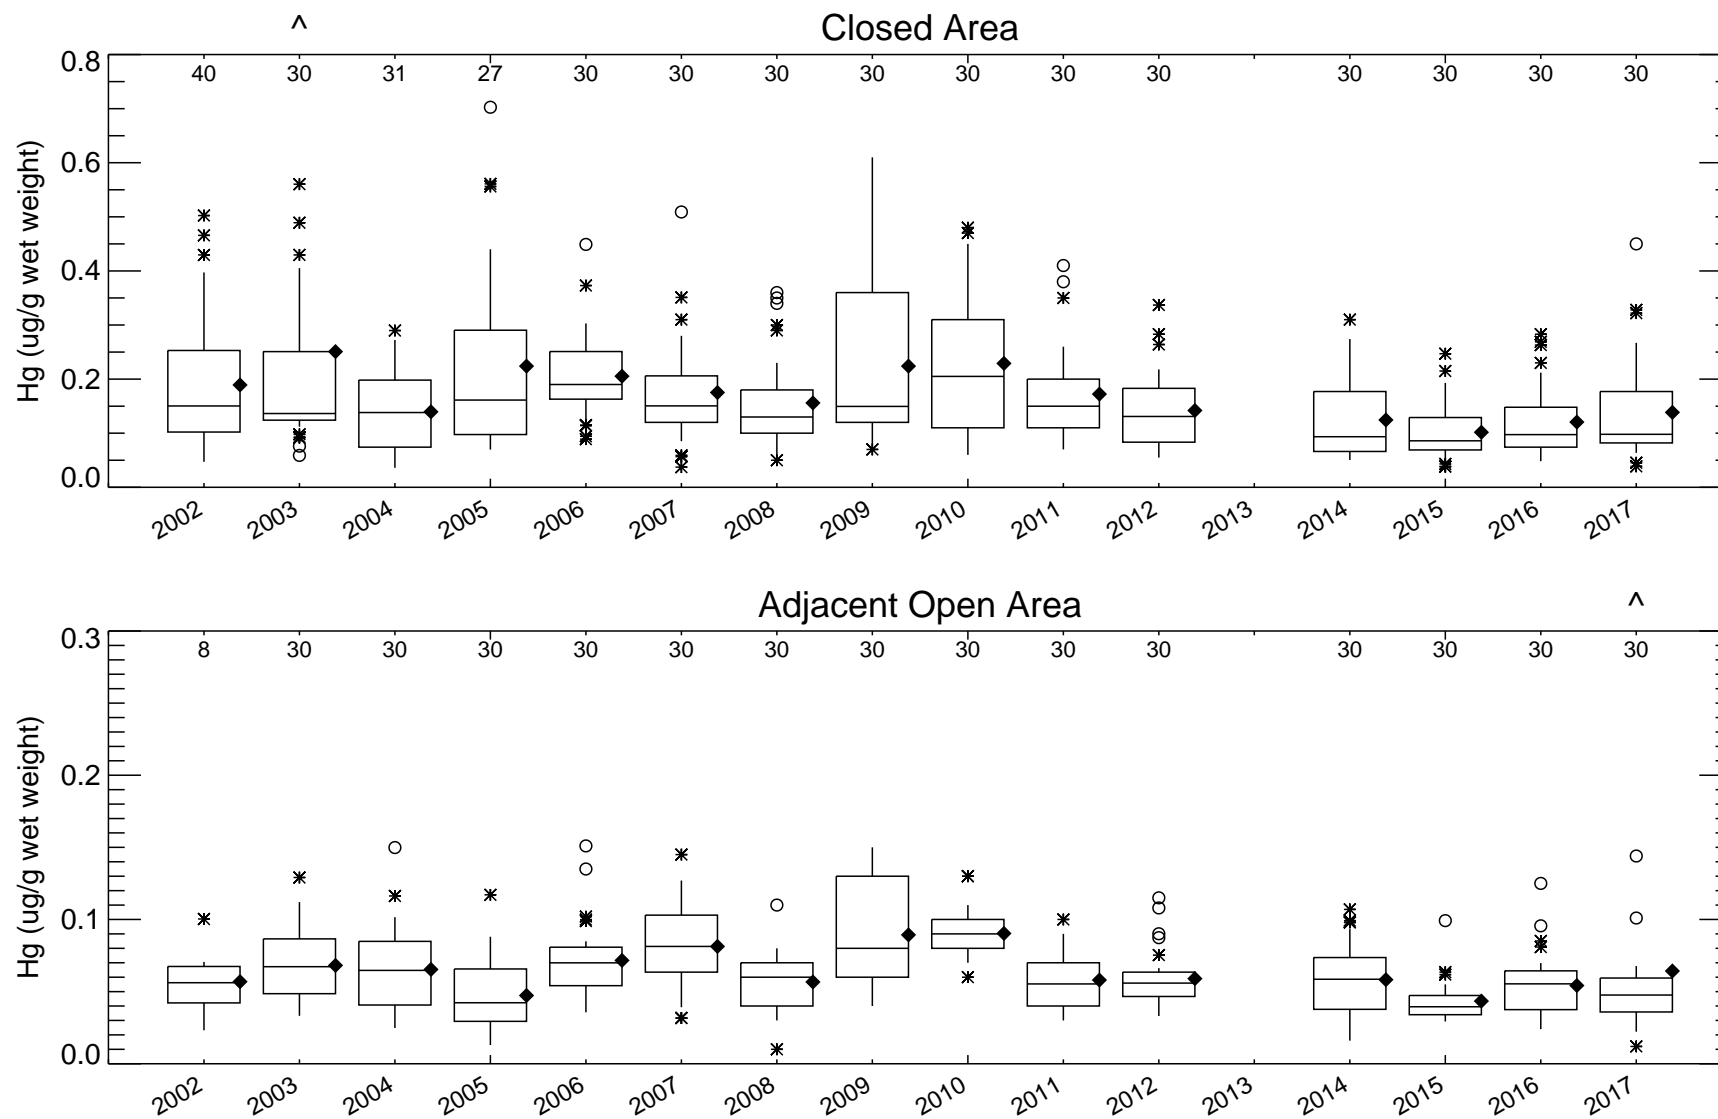 ^
Closed Area
0.8
40 30 31 27 30 30 30 30 30 30 30 30 30 30 30
0.6
0.4
0.2
0.0
Hg (ug/g wet weight)
2002 2003 2004 2005 2006 2007 2008 2009 2010 2011 2012 2013 2014 2015 2016 2017
Adjacent Open Area ^
0.3
8 30 30 30 30 30 30 30 30 30 30 30 30 30 30
0.2
0.1
0.0
Hg (ug/g wet weight)
2002 2003 2004 2005 2006 2007 2008 2009 2010 2011 2012 2013 2014 2015 2016 2017